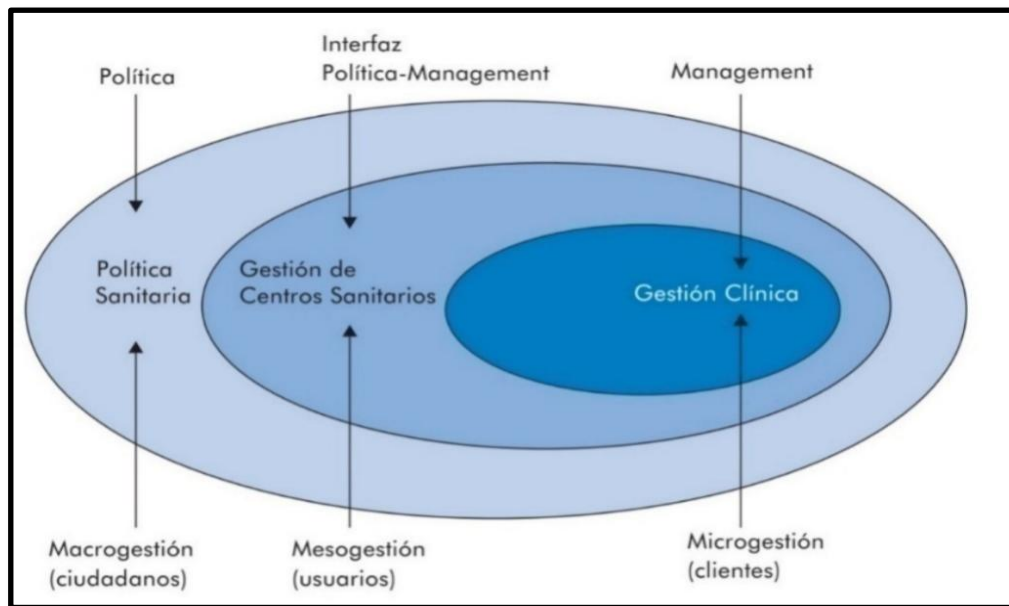 Política
Interfaz
Política-Management
Management
Política
Sanitaria
Gestión de
Centros Sanitarios
Gestión Clínica
Macrogestión
(ciudadanos)
Mesogestión
(usuarios)
Microgestión
(clientes)